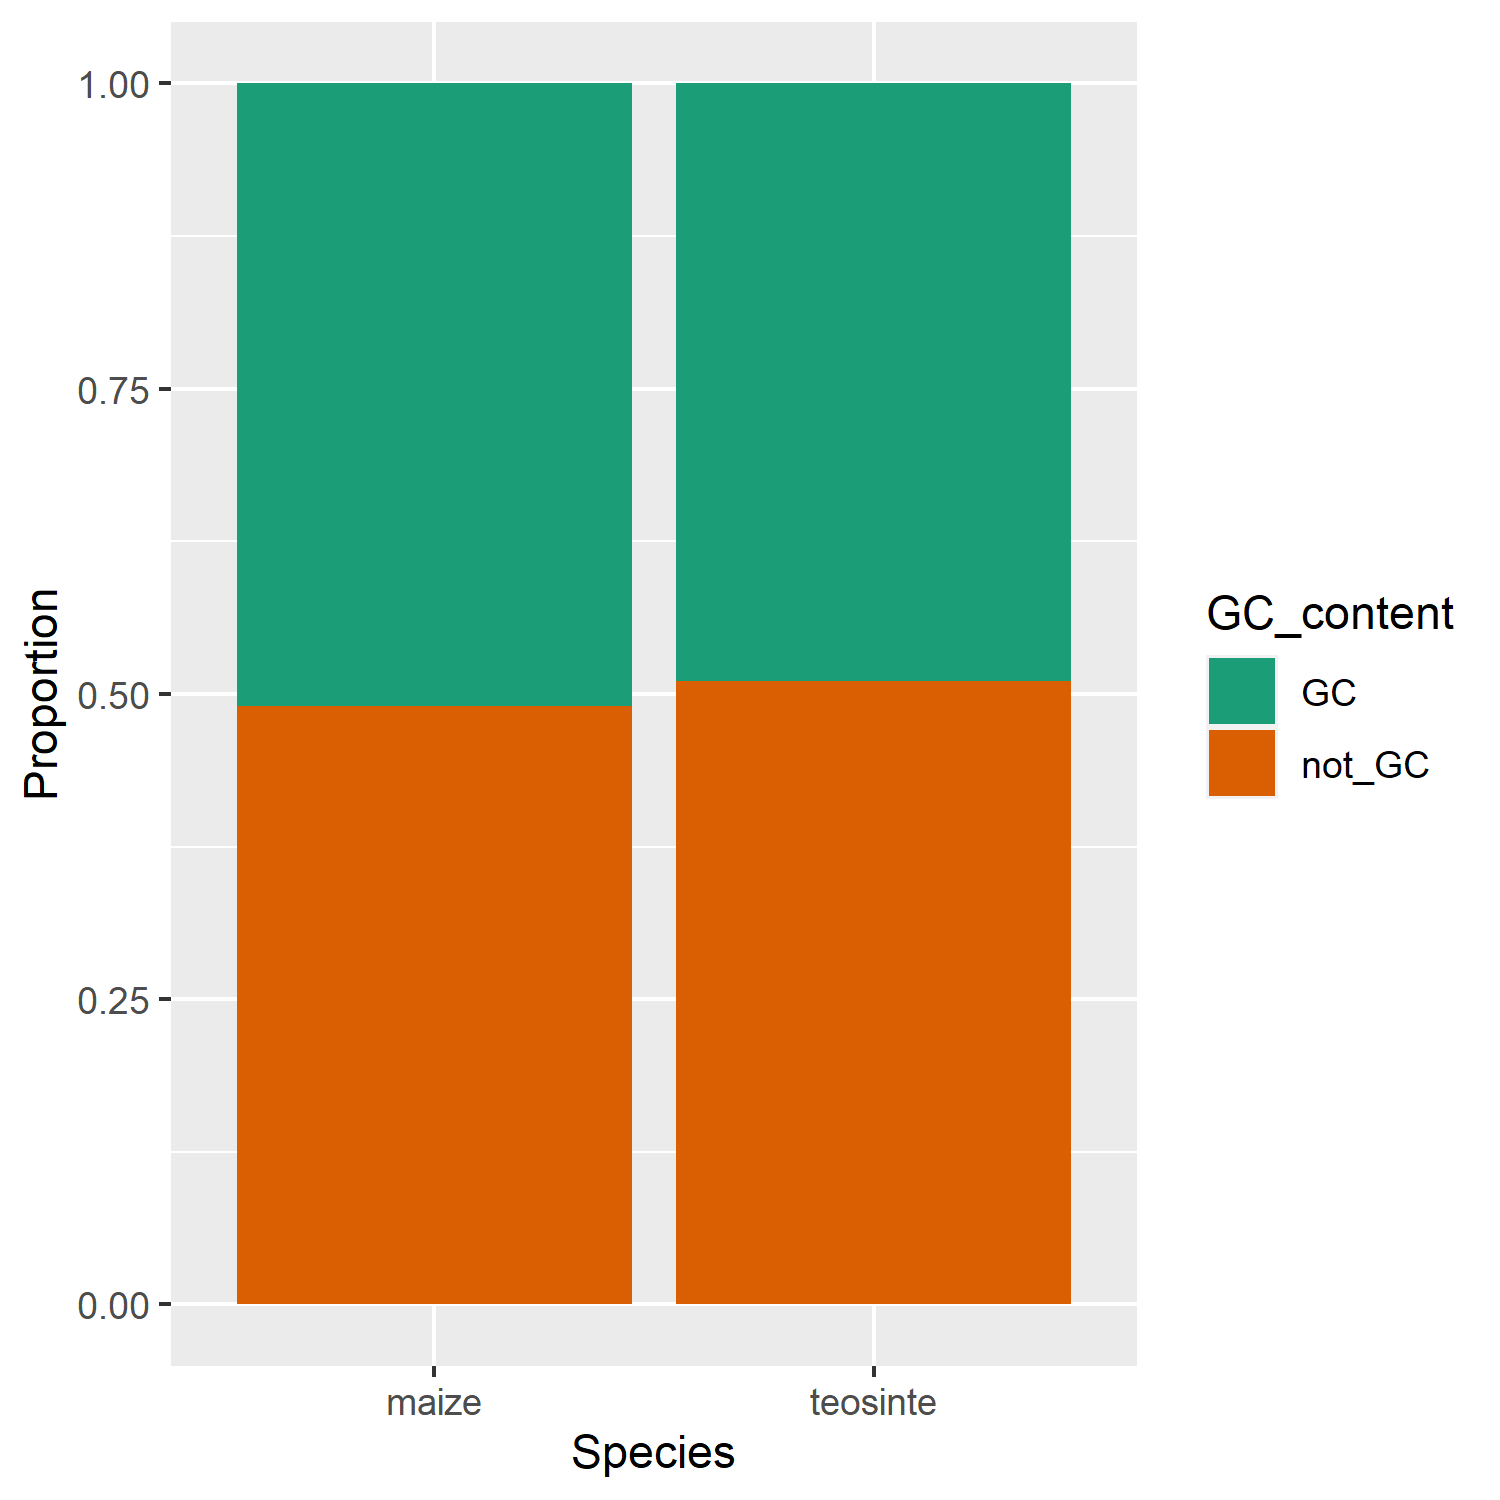 1.00
0.75
0.50
0.25
0.00
Proportion
maize
teosinte
Species
GC_content
GC
not_GC